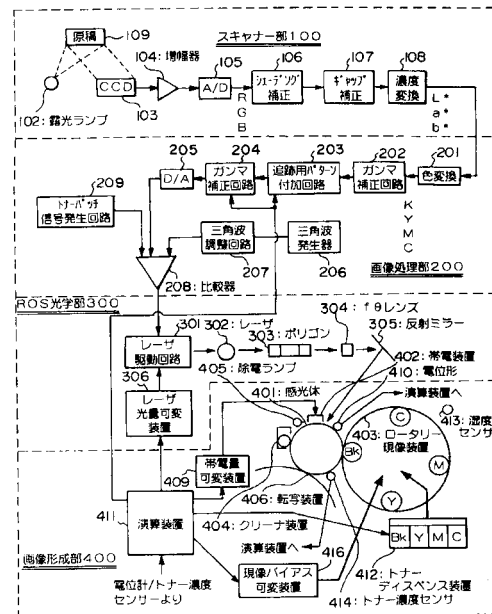 スキャナー部100
原稿
109
104:増幅器
105
106
107
108
CCD
103
102:露光ランプ
A/D
R
G
B
シェーディング
補正
ギャップ
補正
濃度
変換
L*
a*
b*
205
204
203
202
201
D/A
ガンマ
補正回路
追跡用パターン
付加回路
ガンマ
補正回路
色変換
K
Y
M
C
209
トナーパッチ
信号発生回路
三角波
調整回路
207
三角波
発生器
206
208:比較器
画像処理部200
ROS光学部300
301
302:レーザ
303:ポリゴン
304:fθレンズ
305:反射ミラー
レーザ
駆動回路
306
レーザ
光量可変
装置
405:除電ランプ
401:感光体
402:帯電装置
410:電位形
演算装置へ
413:湿度
センサ
403:ロータリー
現像装置
C
M
Y
Bk
409
帯電量
可変装置
406:転写装置
404:クリーナ装置
411
演算装置
演算装置へ
416
現像バイアス
可変装置
Bk Y M C
412:トナー
ディスペンス装置
414:トナー濃度センサ
画像形成部400
電位計/トナー濃度
センサーより